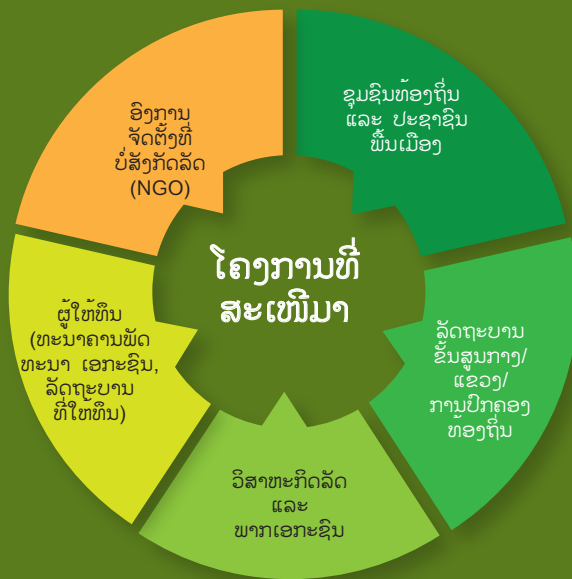 ອົງການ
ຈັດຕັ້ງທີ່
ບໍ່ສັງກັດລັດ
(NGO)
ຊຸມຊົນທ້ອງຖິ່ນ
ແລະ ປະຊາຊົນ
ພື້ນເມືອງ
ໂຄງການທີ່
ສະເໜີມາ
ຜູ້ໃຫ້ທຶນ
(ທະນາຄານພັດ
ທະນາ ເອກະຊົນ,
ລັດຖະບານ
ທີ່ໃຫ້ທຶນ)
ລັດຖະບານ
ຂັ້ນສູນກາງ/
ແຂວງ/
ການປົກຄອງ
ທ້ອງຖິ່ນ
ວິສາຫະກິດລັດ
ແລະ
ພາກເອກະຊົນ